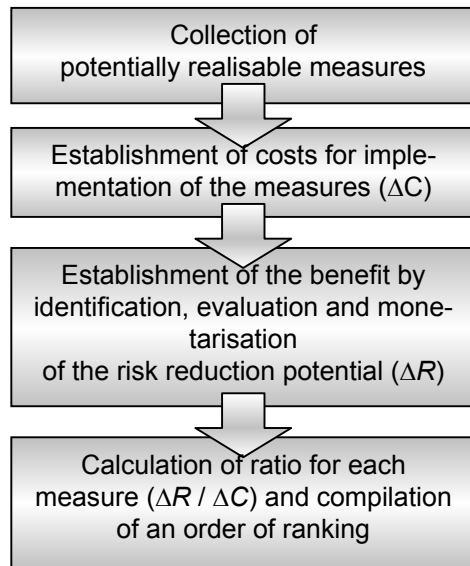 Collection of
potentially realisable measures
Establishment of costs for imple-
mentation of the measures (ΔC)
Establishment of the benefit by
identification, evaluation and mone-
tarisation
of the risk reduction potential (ΔR)
Calculation of ratio for each
measure (ΔR / ΔC) and compilation
of an order of ranking